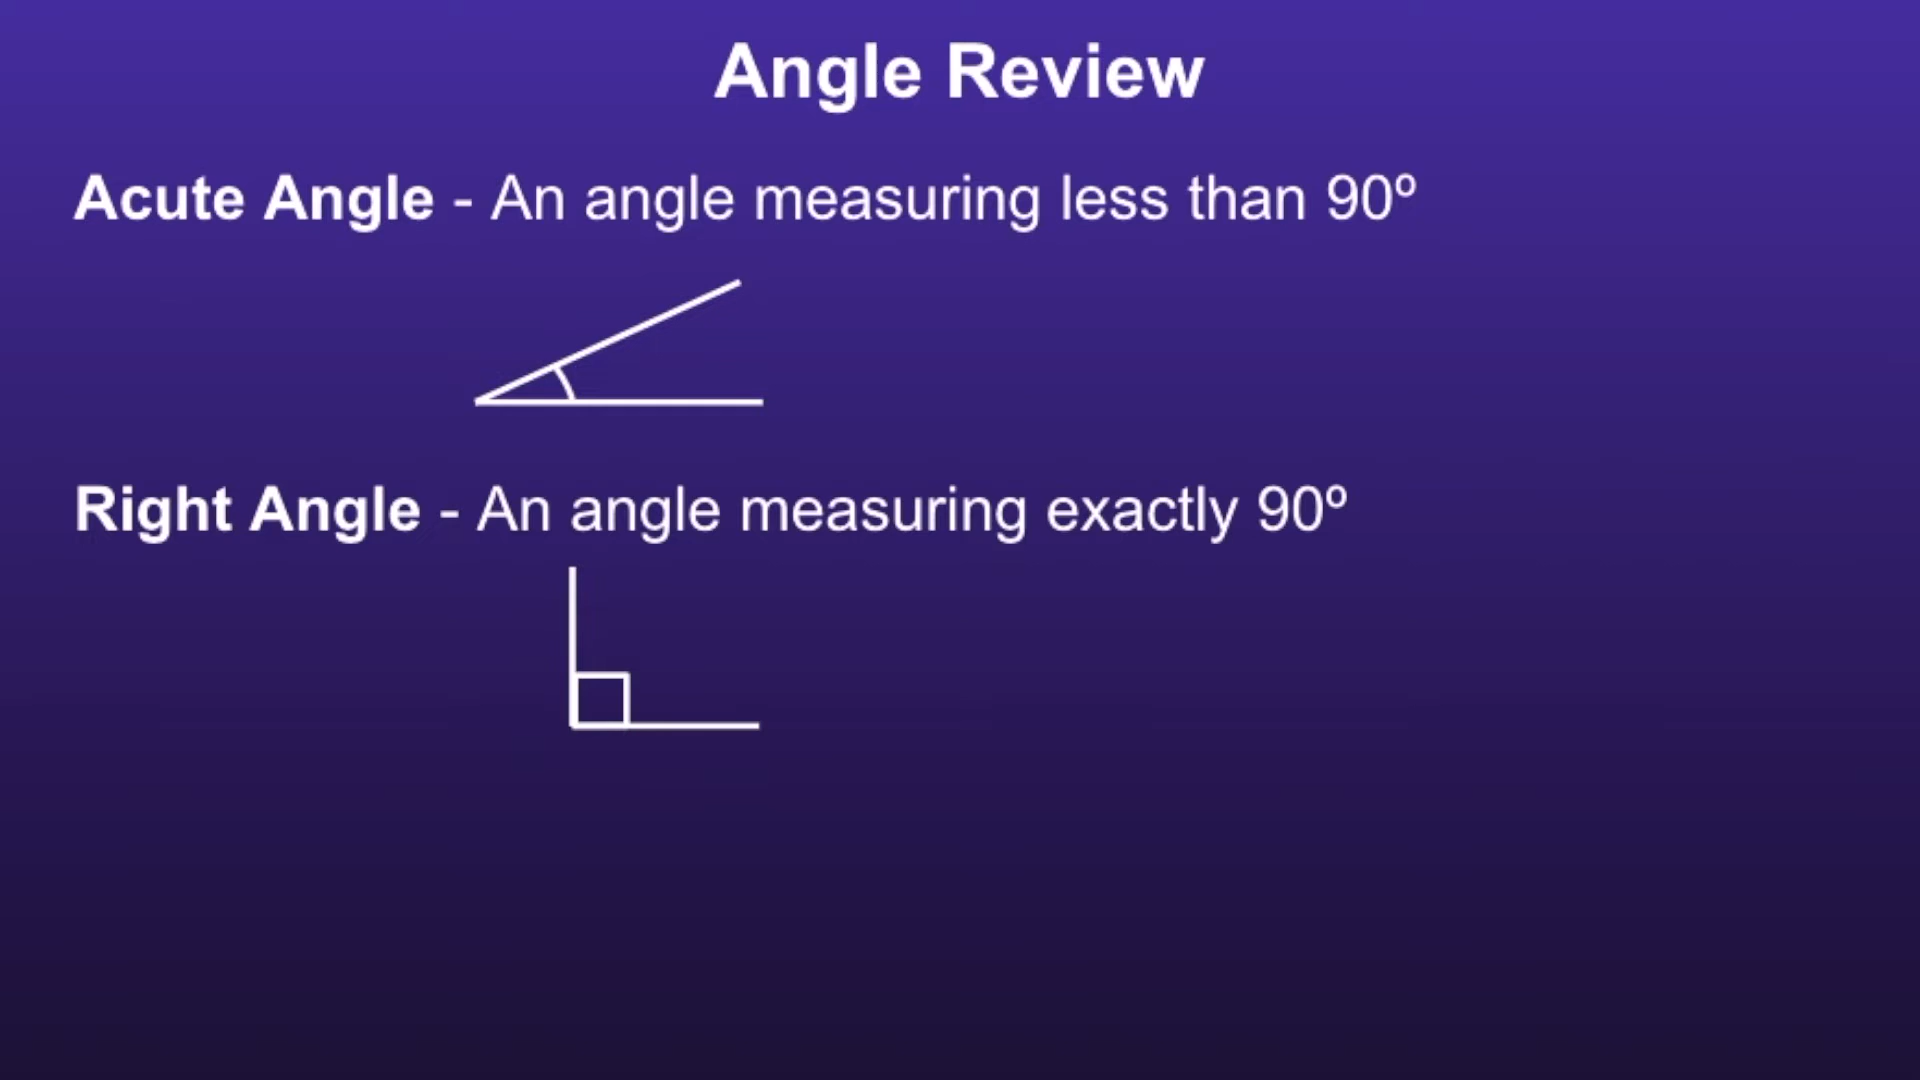 Angle Review
Acute Angle - An angle measuring less than 90º
Right Angle - An angle measuring exactly 90º